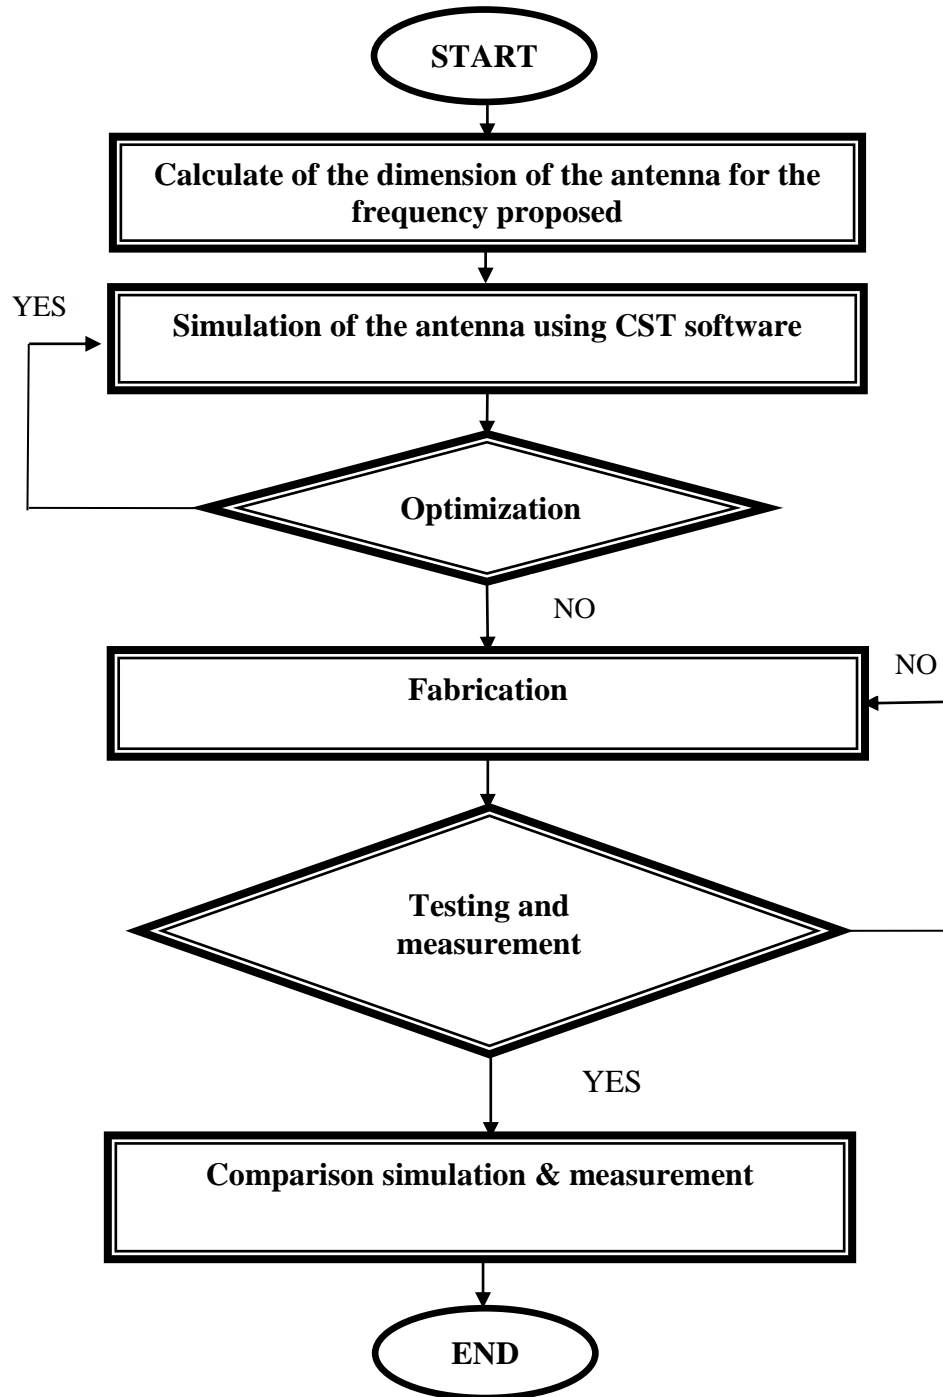 START
Calculate of the dimension of the antenna for the
frequency proposed
YES
Simulation of the antenna using CST software
Optimization
NO
Fabrication
NO
Testing and
measurement
YES
Comparison simulation & measurement
END